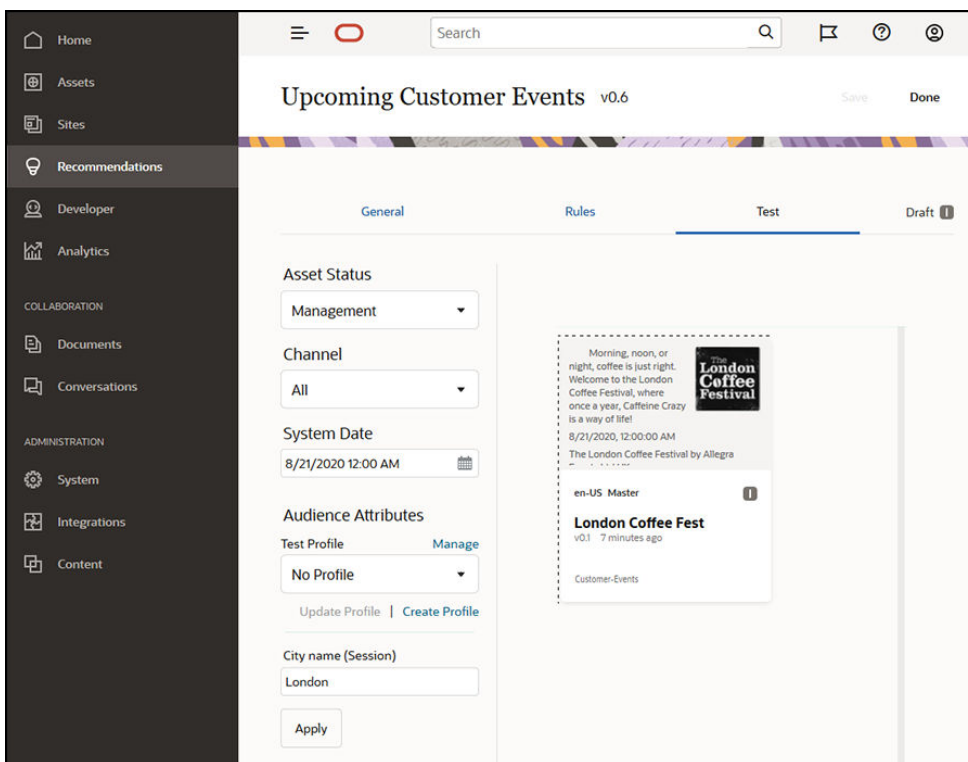 Home
Assets
Sites
Recommendations
Developer
Analytics
COLLABORATION
Documents
Conversations
ADMINISTRATION
System
Integrations
Content
Search
Upcoming Customer Events v0.6
Save
Done
General
Rules
Test
Draft
Asset Status
Management
Channel
All
System Date
8/21/2020 12:00 AM
Audience Attributes
Test Profile
Manage
No Profile
Update Profile | Create Profile
City name (Session)
London
Apply
Morning, noon, or
night, coffee is just right.
Welcome to the London
Coffee Festival, where
once a year, Caffeine Crazy
is a way of life!
The
London
Coffee
Festival
8/21/2020, 12:00:00 AM
The London Coffee Festival by Allegra
en-US Master
London Coffee Fest
v0.1 7 minutes ago
Customer-Events